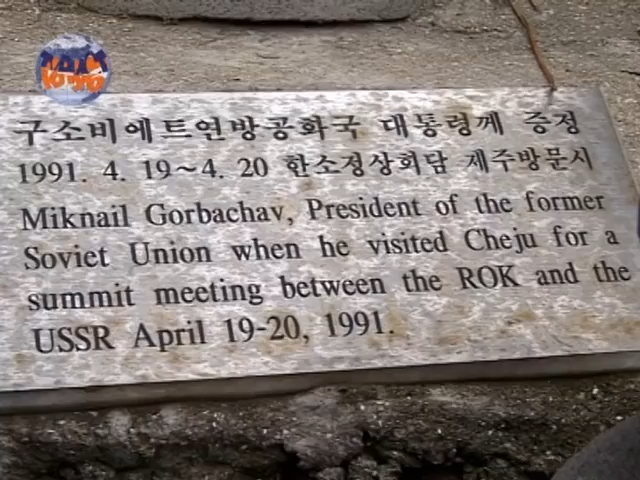 구소비에트연방공화국 대통령께 증정
1991. 4. 19~4. 20 한소정상회담 제주방문시
Miknail Gorbachav, President of the former
Soviet Union when he visited Cheju for a
summit meeting between the ROK and the
USSR April 19-20, 1991.